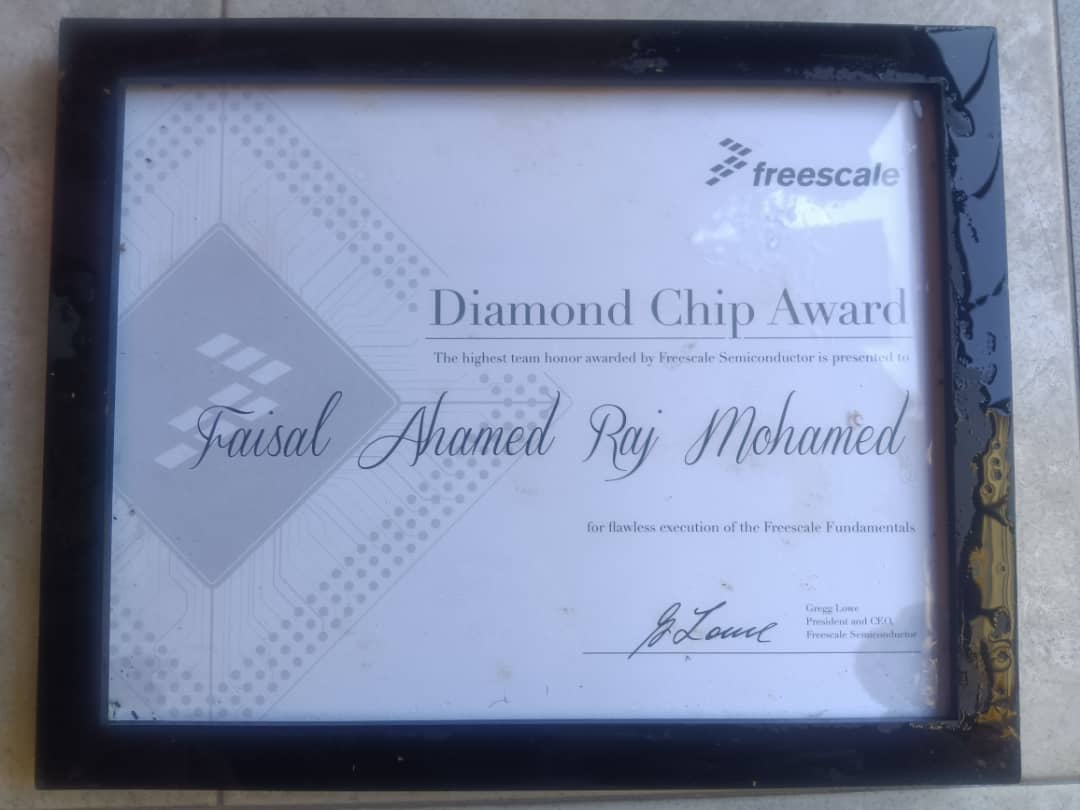 freescale
Diamond Chip Award
The highest team honor awarded by Freescale Semiconductor is presented to
Faisal Ahamed Raj Mohamed
for flawless execution of the Freescale Fundamentals
G Lowe
Gregg Lowe
President and CEO,
Freescale Semiconductor